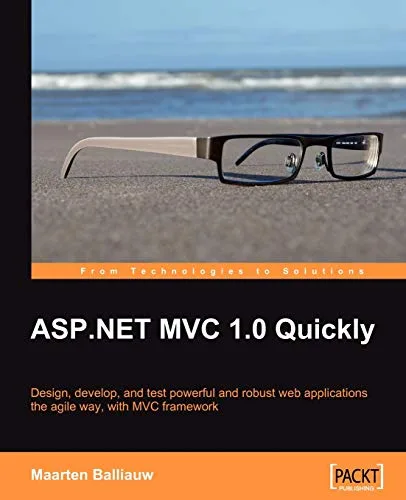 From Technologies to Solutions
ASP.NET MVC 1.0 Quickly
Design, develop, and test powerful and robust web applications
the agile way, with MVC framework
Maarten Balliauw
PACKT
PUBLISHING